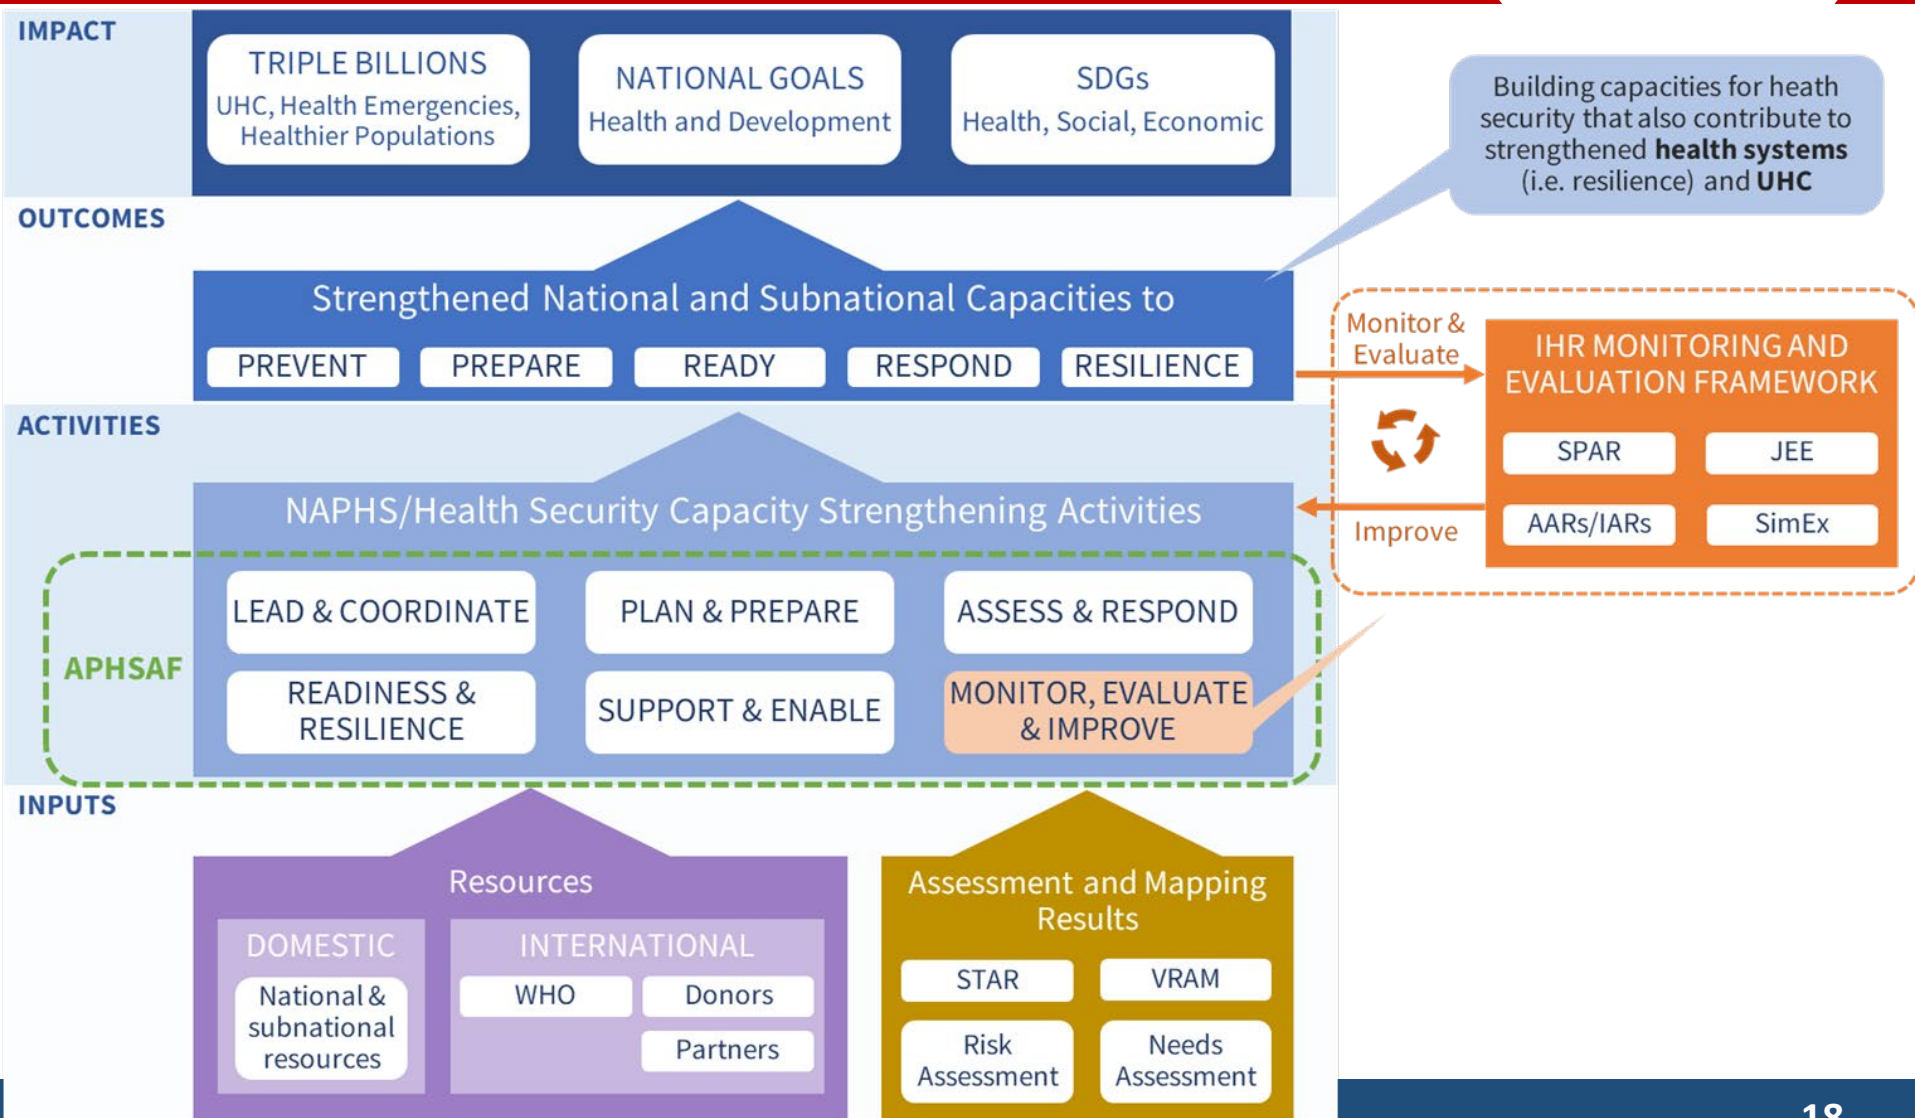 IMPACT
TRIPLE BILLIONS
UHC, Health Emergencies,
Healthier Populations
NATIONAL GOALS
Health and Development
SDGs
Health, Social, Economic
Building capacities for heath
security that also contribute to
strengthened health systems
(i.e. resilience) and UHC
OUTCOMES
Strengthened National and Subnational Capacities to
PREVENT
PREPARE
READY
RESPOND
RESILIENCE
Monitor &
Evaluate
Improve
IHR MONITORING AND
EVALUATION FRAMEWORK
SPAR
JEE
AARs/IARs
SimEx
ACTIVITIES
NAPHS/Health Security Capacity Strengthening Activities
APHSAF
LEAD & COORDINATE
PLAN & PREPARE
ASSESS & RESPOND
READINESS &
RESILIENCE
SUPPORT & ENABLE
MONITOR, EVALUATE
& IMPROVE
INPUTS
Resources
DOMESTIC
National &
subnational
resources
INTERNATIONAL
WHO
Donors
Partners
Assessment and Mapping
Results
STAR
VRAM
Risk
Assessment
Needs
Assessment
18